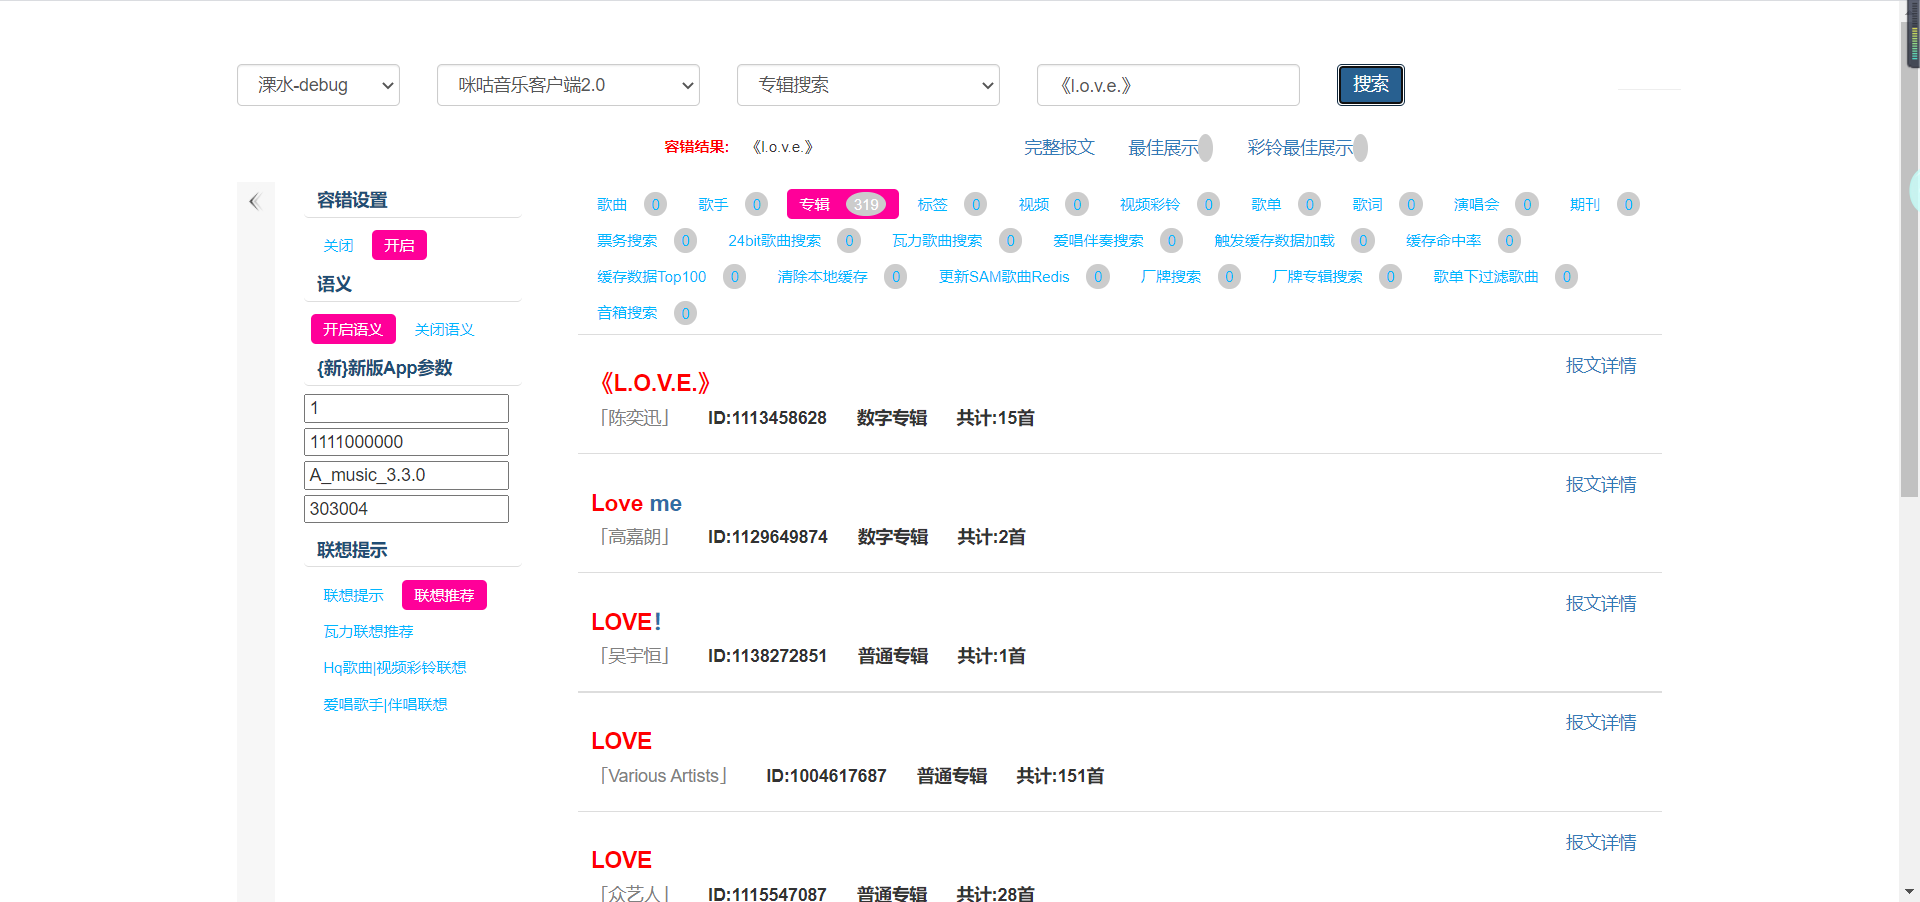 溧水-debug 咪咕音乐客户端2.0 专辑搜索 《l.o.v.e.》 搜索
容错结果: 《l.o.v.e.》 完整报文 最佳展示 彩铃最佳展示
容错设置
关闭 开启
语义
开启语义 关闭语义
{新}新版App参数
1
1111000000
A_music_3.3.0
303004
联想提示
联想提示 联想推荐
瓦力联想推荐
Hq歌曲|视频彩铃联想
爱唱歌手|伴唱联想
歌曲 0 歌手 0 专辑 319 标签 0 视频 0 视频彩铃 0 歌单 0 歌词 0 演唱会 0 期刊 0
票务搜索 0 24bit歌曲搜索 0 瓦力歌曲搜索 0 爱唱伴奏搜索 0 触发缓存数据加载 0 缓存命中率 0
缓存数据Top100 0 清除本地缓存 0 更新SAM歌曲Redis 0 厂牌搜索 0 厂牌专辑搜索 0 歌单下过滤歌曲 0
音箱搜索 0
报文详情
《L.O.V.E.》
「陈奕迅」 ID:1113458628 数字专辑 共计:15首
报文详情
Love me
「高嘉朗」 ID:1129649874 数字专辑 共计:2首
报文详情
LOVE！
「吴宇恒」 ID:1138272851 普通专辑 共计:1首
报文详情
LOVE
「Various Artists」 ID:1004617687 普通专辑 共计:151首
报文详情
LOVE
「众艺人」 ID:1115547087 普通专辑 共计:28首